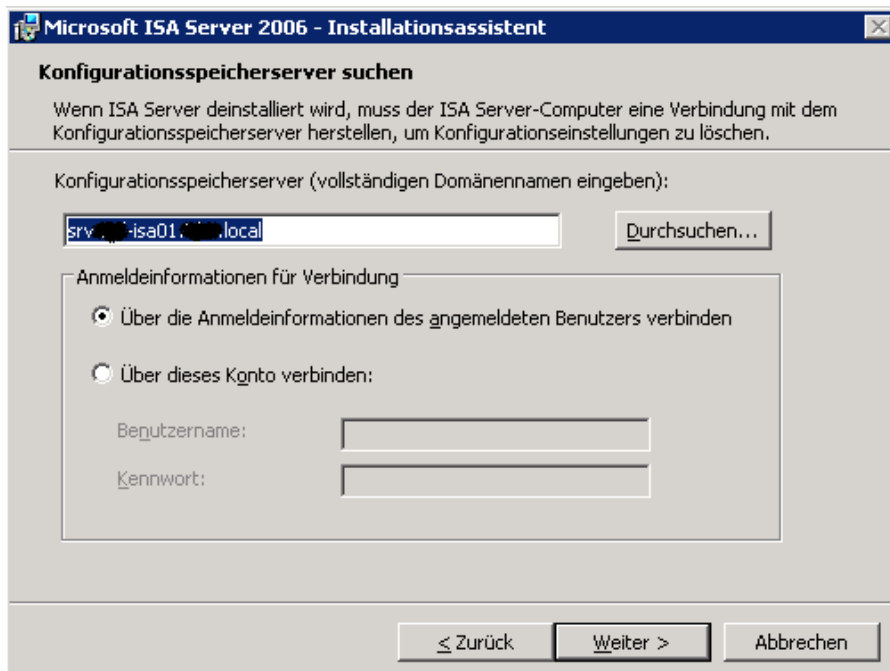 Microsoft ISA Server 2006 - Installationsassistent
Konfigurationsspeicherserver suchen
Wenn ISA Server deinstalliert wird, muss der ISA Server-Computer eine Verbindung mit dem
Konfigurationsspeicherserver herstellen, um Konfigurationseinstellungen zu löschen.
Konfigurationsspeicherserver (vollständigen Domänennamen eingeben):
srv -isa01. .local
Durchsuchen...
Anmeldeinformationen für Verbindung
Über die Anmeldeinformationen des angemeldeten Benutzers verbinden
Über dieses Konto verbinden:
Benutzername:
Kennwort:
< Zurück
Weiter >
Abbrechen